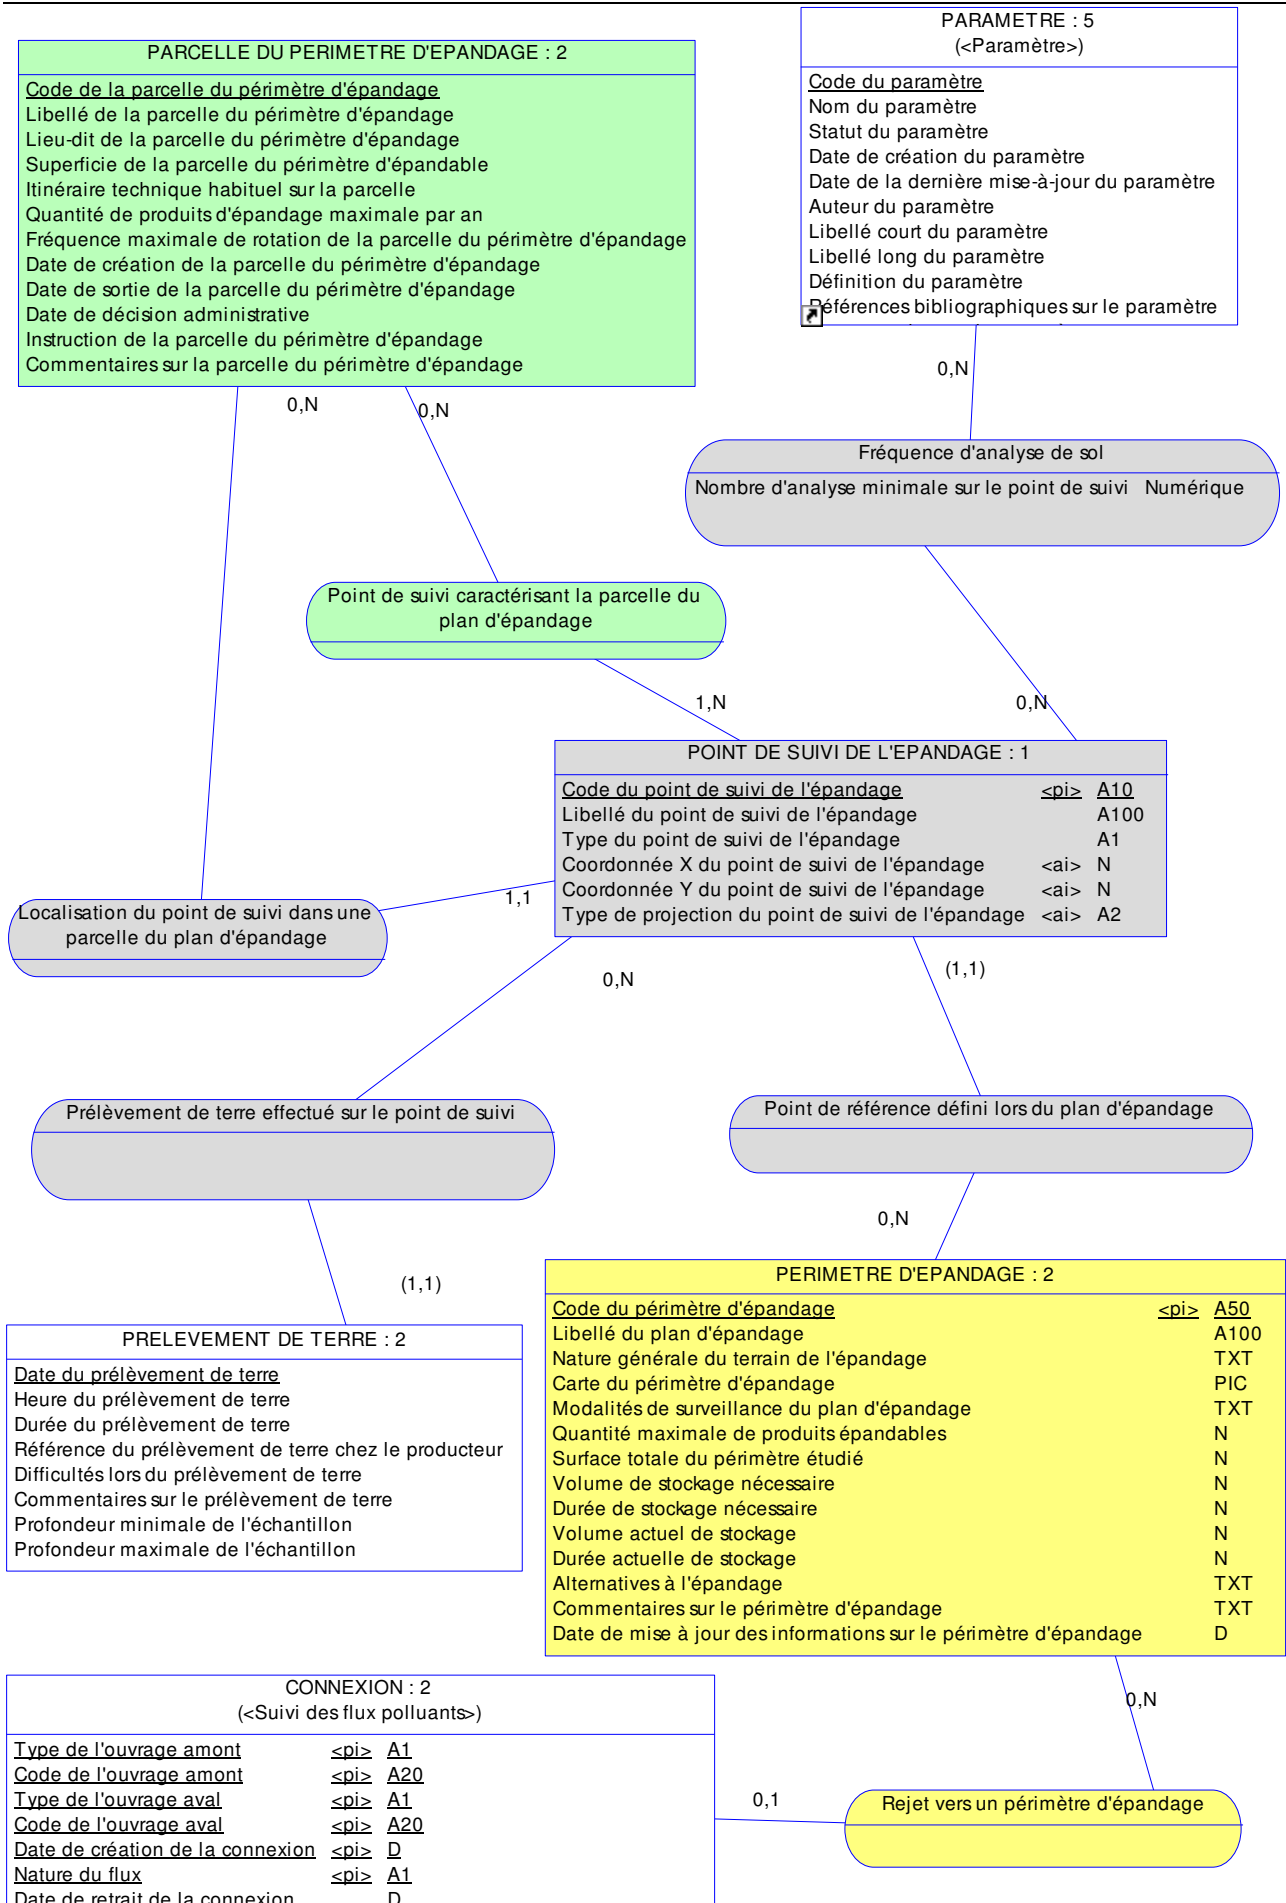 PARCELLE DU PERIMETRE D'EPANDAGE : 2
Code de la parcelle du périmètre d'épandage
Libellé de la parcelle du périmètre d'épandage
Lieu-dit de la parcelle du périmètre d'épandage
Superficie de la parcelle du périmètre d'épandable
Itinéraire technique habituel sur la parcelle
Quantité de produits d'épandage maximale par an
Fréquence maximale de rotation de la parcelle du périmètre d'épandage
Date de création de la parcelle du périmètre d'épandage
Date de sortie de la parcelle du périmètre d'épandage
Date de décision administrative
Instruction de la parcelle du périmètre d'épandage
Commentaires sur la parcelle du périmètre d'épandage
PARAMETRE : 5
(<Paramètre>)
Code du paramètre
Nom du paramètre
Statut du paramètre
Date de création du paramètre
Date de la dernière mise-à-jour du paramètre
Auteur du paramètre
Libellé court du paramètre
Libellé long du paramètre
Définition du paramètre
Références bibliographiques sur le paramètre
0,N
0,N
0,N
Fréquence d'analyse de sol
Nombre d'analyse minimale sur le point de suivi Numérique
Point de suivi caractérisant la parcelle du
plan d'épandage
1,N
0,N
POINT DE SUIVI DE L'EPANDAGE : 1
Code du point de suivi de l'épandage <pi> A10
Libellé du point de suivi de l'épandage A100
Type du point de suivi de l'épandage A1
Coordonnée X du point de suivi de l'épandage <ai> N
Coordonnée Y du point de suivi de l'épandage <ai> N
Type de projection du point de suivi de l'épandage <ai> A2
1,1
Localisation du point de suivi dans une
parcelle du plan d'épandage
0,N
(1,1)
Prélèvement de terre effectué sur le point de suivi
Point de référence défini lors du plan d'épandage
0,N
(1,1)
PRELEVEMENT DE TERRE : 2
Date du prélèvement de terre
Heure du prélèvement de terre
Durée du prélèvement de terre
Référence du prélèvement de terre chez le producteur
Difficultés lors du prélèvement de terre
Commentaires sur le prélèvement de terre
Profondeur minimale de l'échantillon
Profondeur maximale de l'échantillon
PERIMETRE D'EPANDAGE : 2
Code du périmètre d'épandage <pi> A50
Libellé du plan d'épandage A100
Nature générale du terrain de l'épandage TXT
Carte du périmètre d'épandage PIC
Modalités de surveillance du plan d'épandage TXT
Quantité maximale de produits épandables N
Surface totale du périmètre étudié N
Volume de stockage nécessaire N
Durée de stockage nécessaire N
Volume actuel de stockage N
Durée actuelle de stockage N
Alternatives à l'épandage TXT
Commentaires sur le périmètre d'épandage TXT
Date de mise à jour des informations sur le périmètre d'épandage D
0,N
CONNEXION : 2
(<Suivi des flux polluants>)
Type de l'ouvrage amont <pi> A1
Code de l'ouvrage amont <pi> A20
Type de l'ouvrage aval <pi> A1
Code de l'ouvrage aval <pi> A20
Date de création de la connexion <pi> D
Nature du flux <pi> A1
Date de retrait de la connexion D
0,1
Rejet vers un périmètre d'épandage